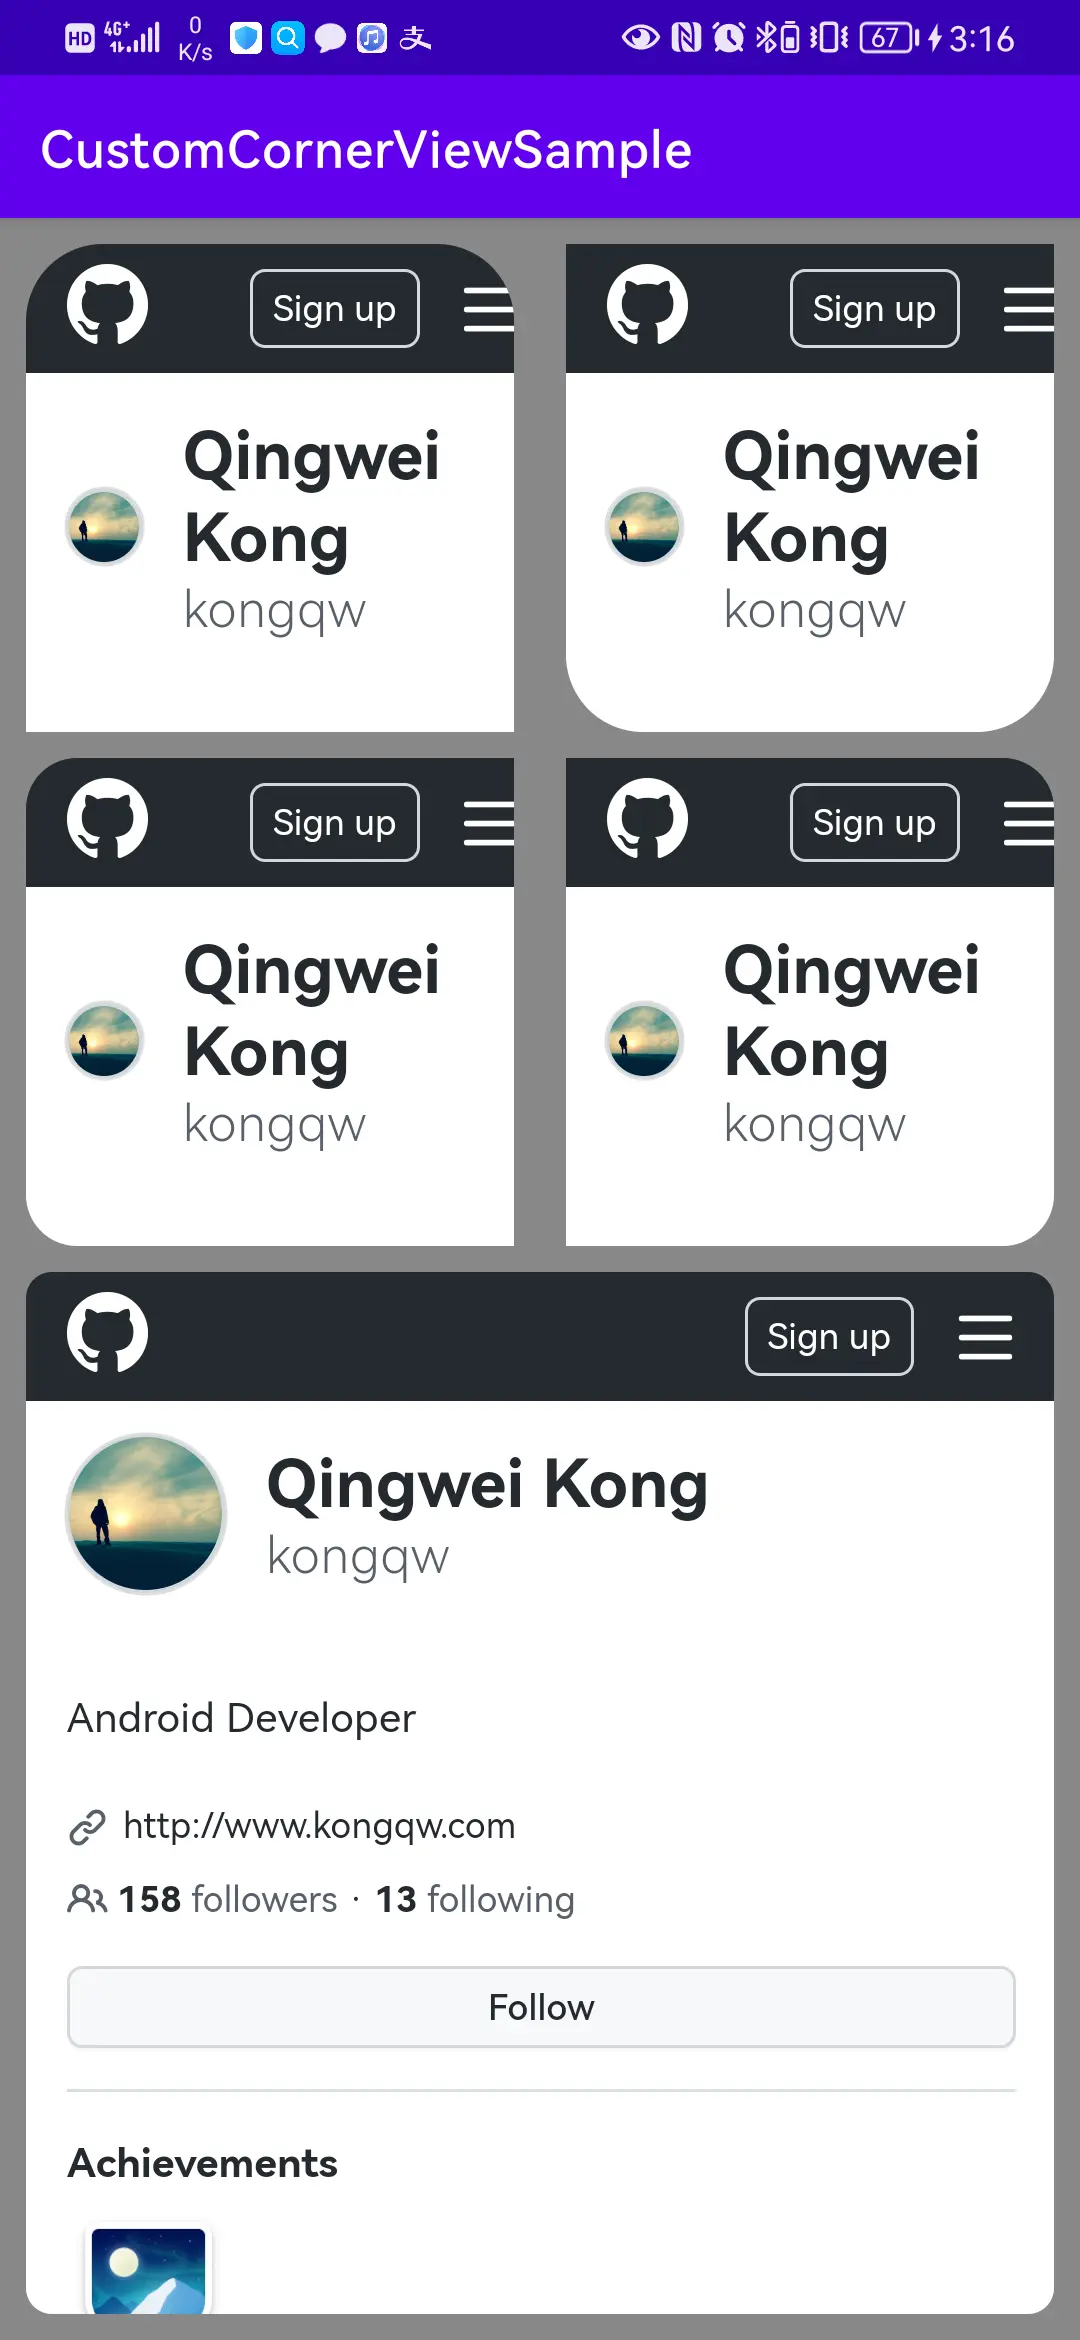 HD 4G+ 0 K/s 支 67 3:16
CustomCornerViewSample
Sign up
Qingwei
Kong
kongqw
Sign up
Qingwei
Kong
kongqw
Sign up
Qingwei
Kong
kongqw
Sign up
Qingwei
Kong
kongqw
Sign up
Qingwei Kong
kongqw
Android Developer
http://www.kongqw.com
158 followers · 13 following
Follow
Achievements